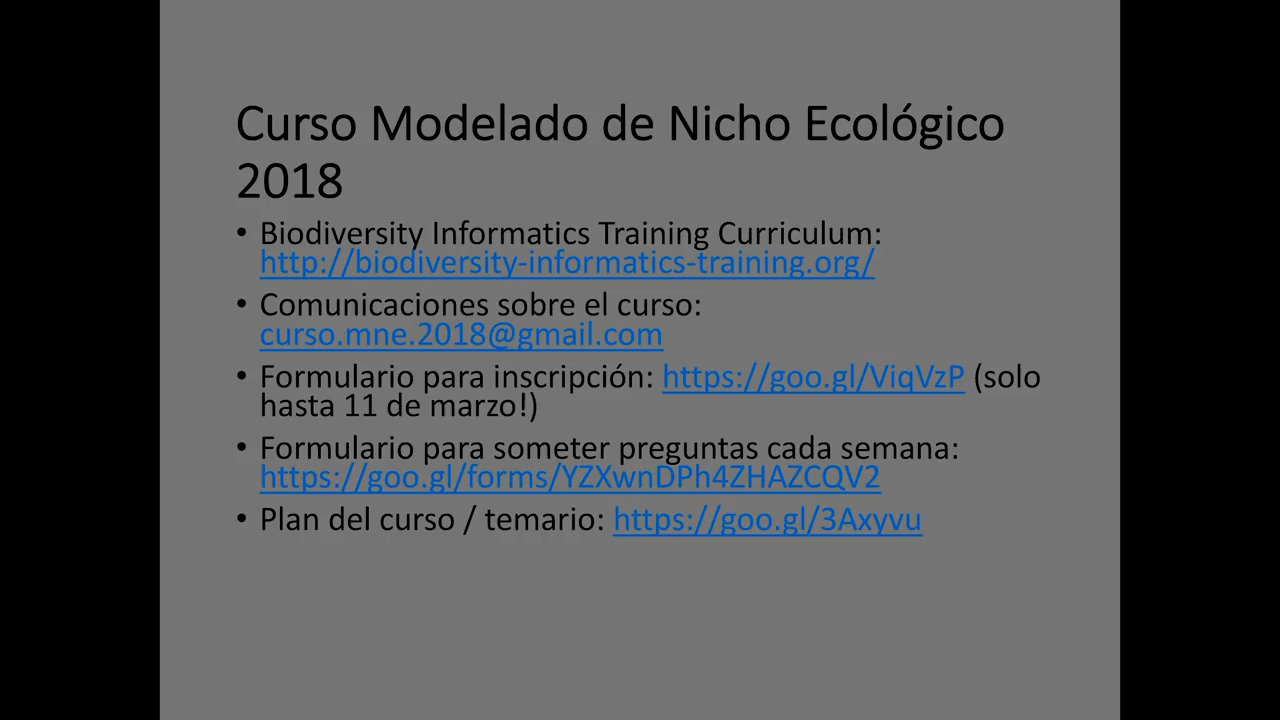 Curso Modelado de Nicho Ecológico
2018
• Biodiversity Informatics Training Curriculum:
http://biodiversity-informatics-training.org/
• Comunicaciones sobre el curso:
curso.mne.2018@gmail.com
• Formulario para inscripción: https://goo.gl/ViqVzP (solo
hasta 11 de marzo!)
• Formulario para someter preguntas cada semana:
https://goo.gl/forms/YZXwnDPh4ZHAZCQV2
• Plan del curso / temario: https://goo.gl/3Axyvu